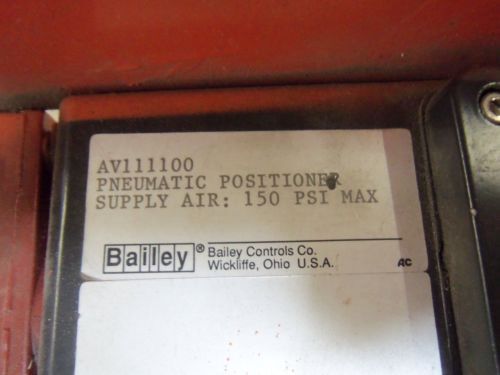 AV111100
PNEUMATIC POSITIONER
SUPPLY AIR: 150 PSI MAX
Bailey® Bailey Controls Co.
Wickliffe, Ohio U.S.A.
AC